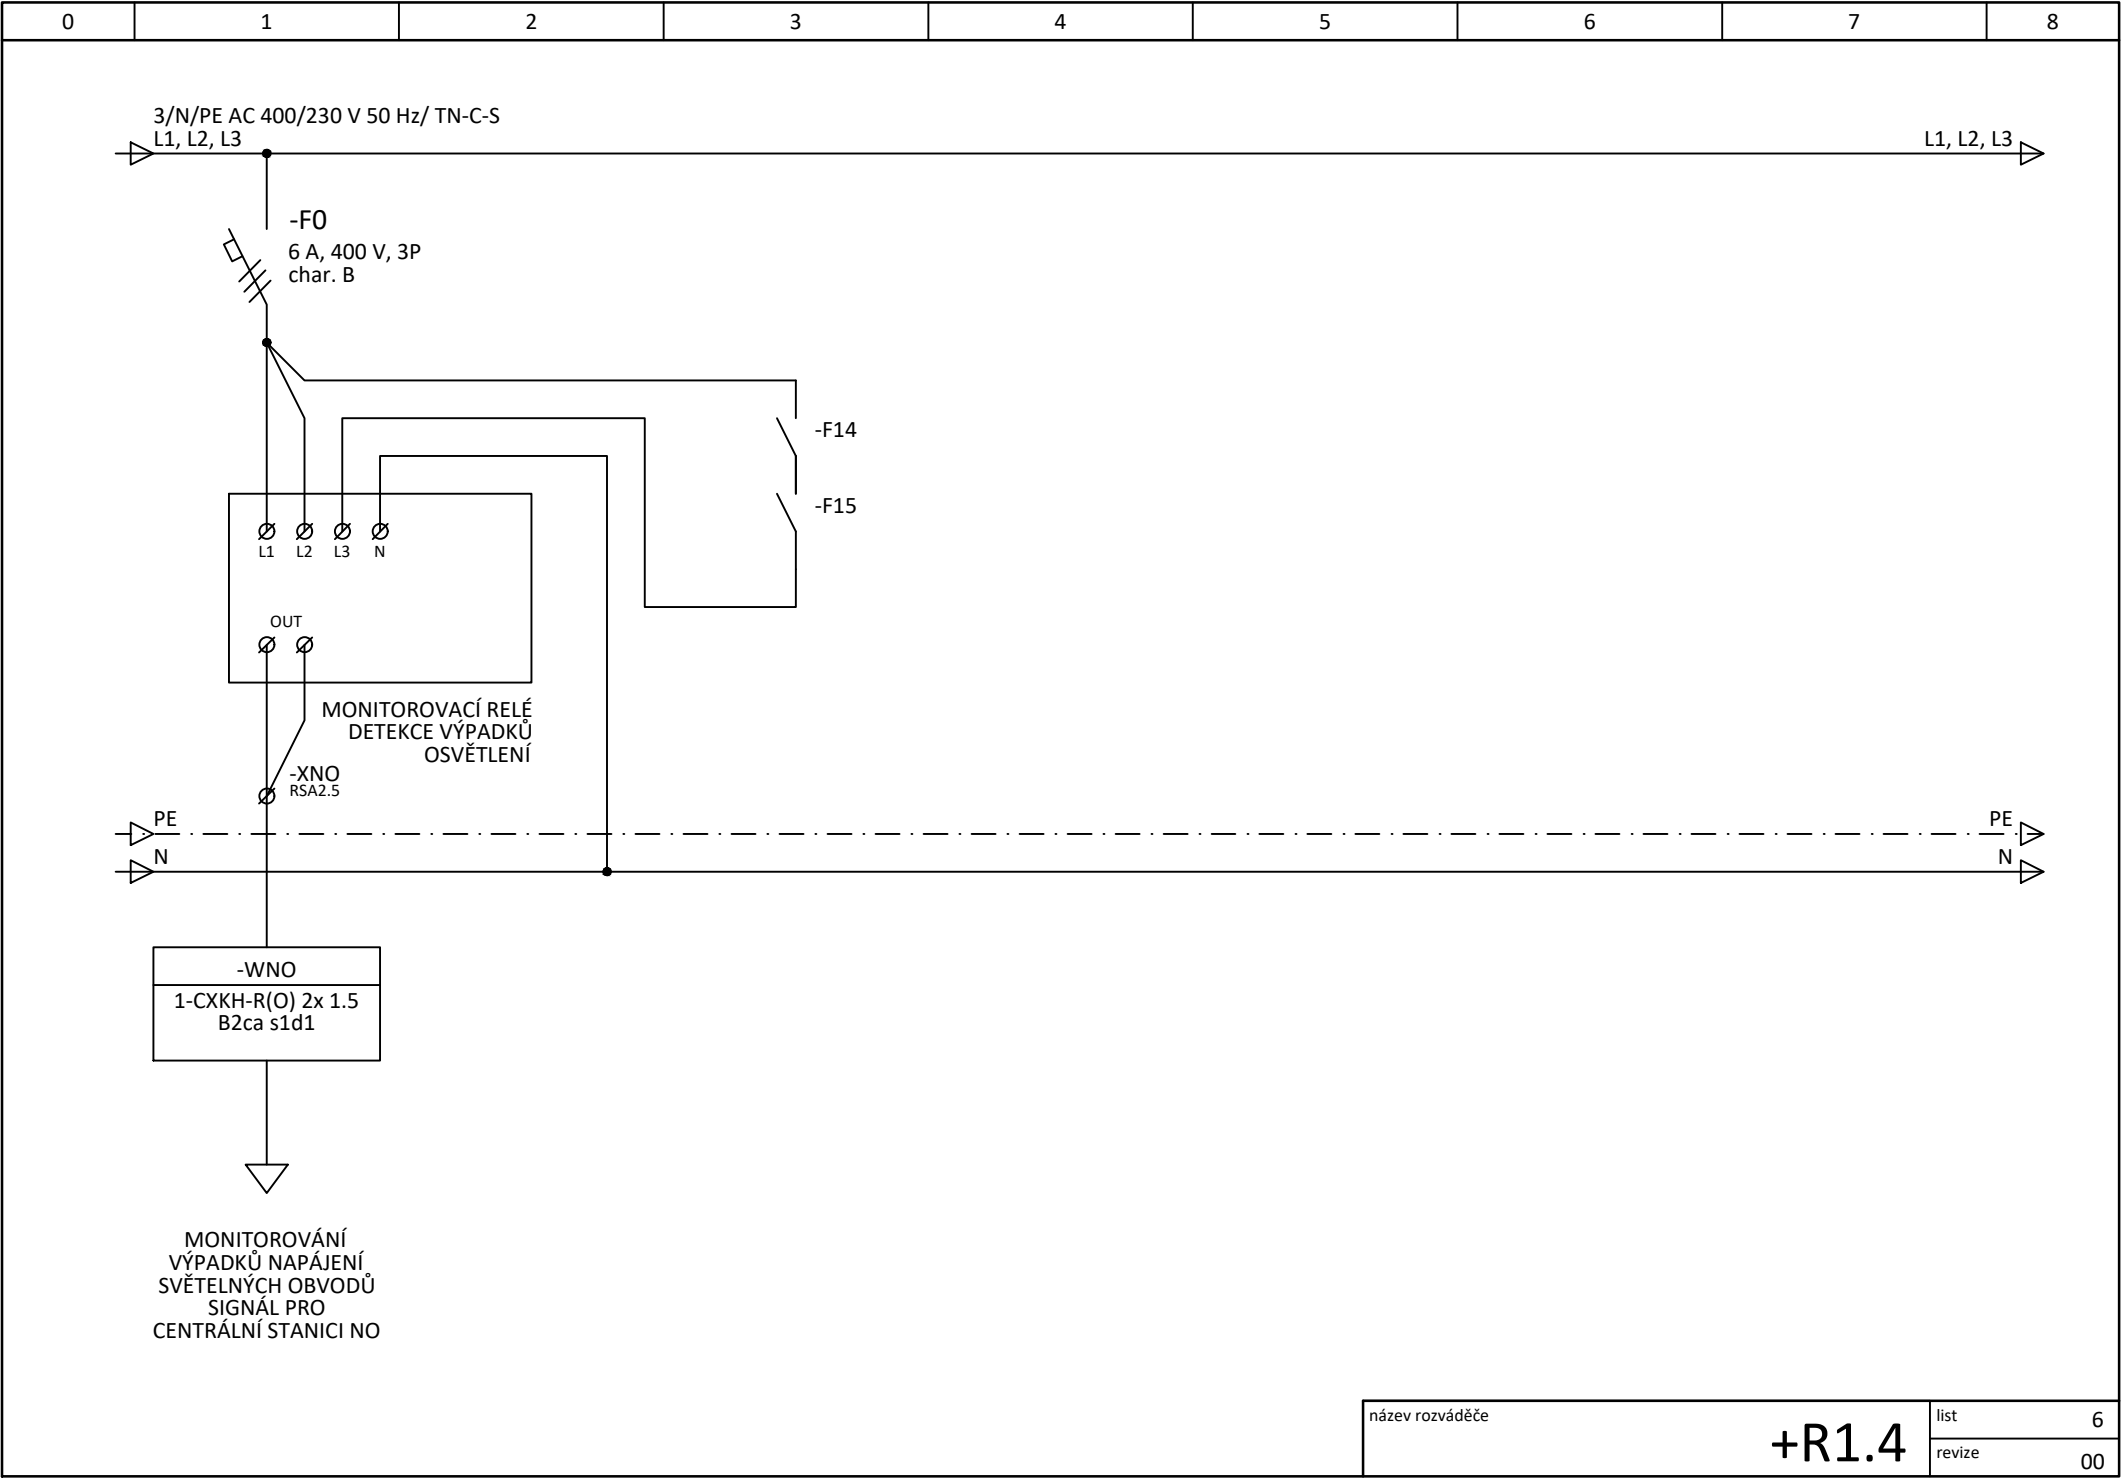 0 1 2 3 4 5 6 7 8
3/N/PE AC 400/230 V 50 Hz/ TN-C-S
L1, L2, L3
L1, L2, L3
-F0
6 A, 400 V, 3P
char. B
-F14
-F15
L1 L2 L3 N
OUT
MONITOROVACÍ RELÉ
DETEKCE VÝPADKŮ
OSVĚTLENÍ
-XNO
RSA2.5
PE
PE
N
N
-WNO
1-CXKH-R(O) 2x 1.5
B2ca s1d1
MONITOROVÁNÍ
VÝPADKŮ NAPÁJENÍ
SVĚTELNÝCH OBVODŮ
SIGNÁL PRO
CENTRÁLNÍ STANICI NO
název rozváděče
+R1.4
list 6
revize 00